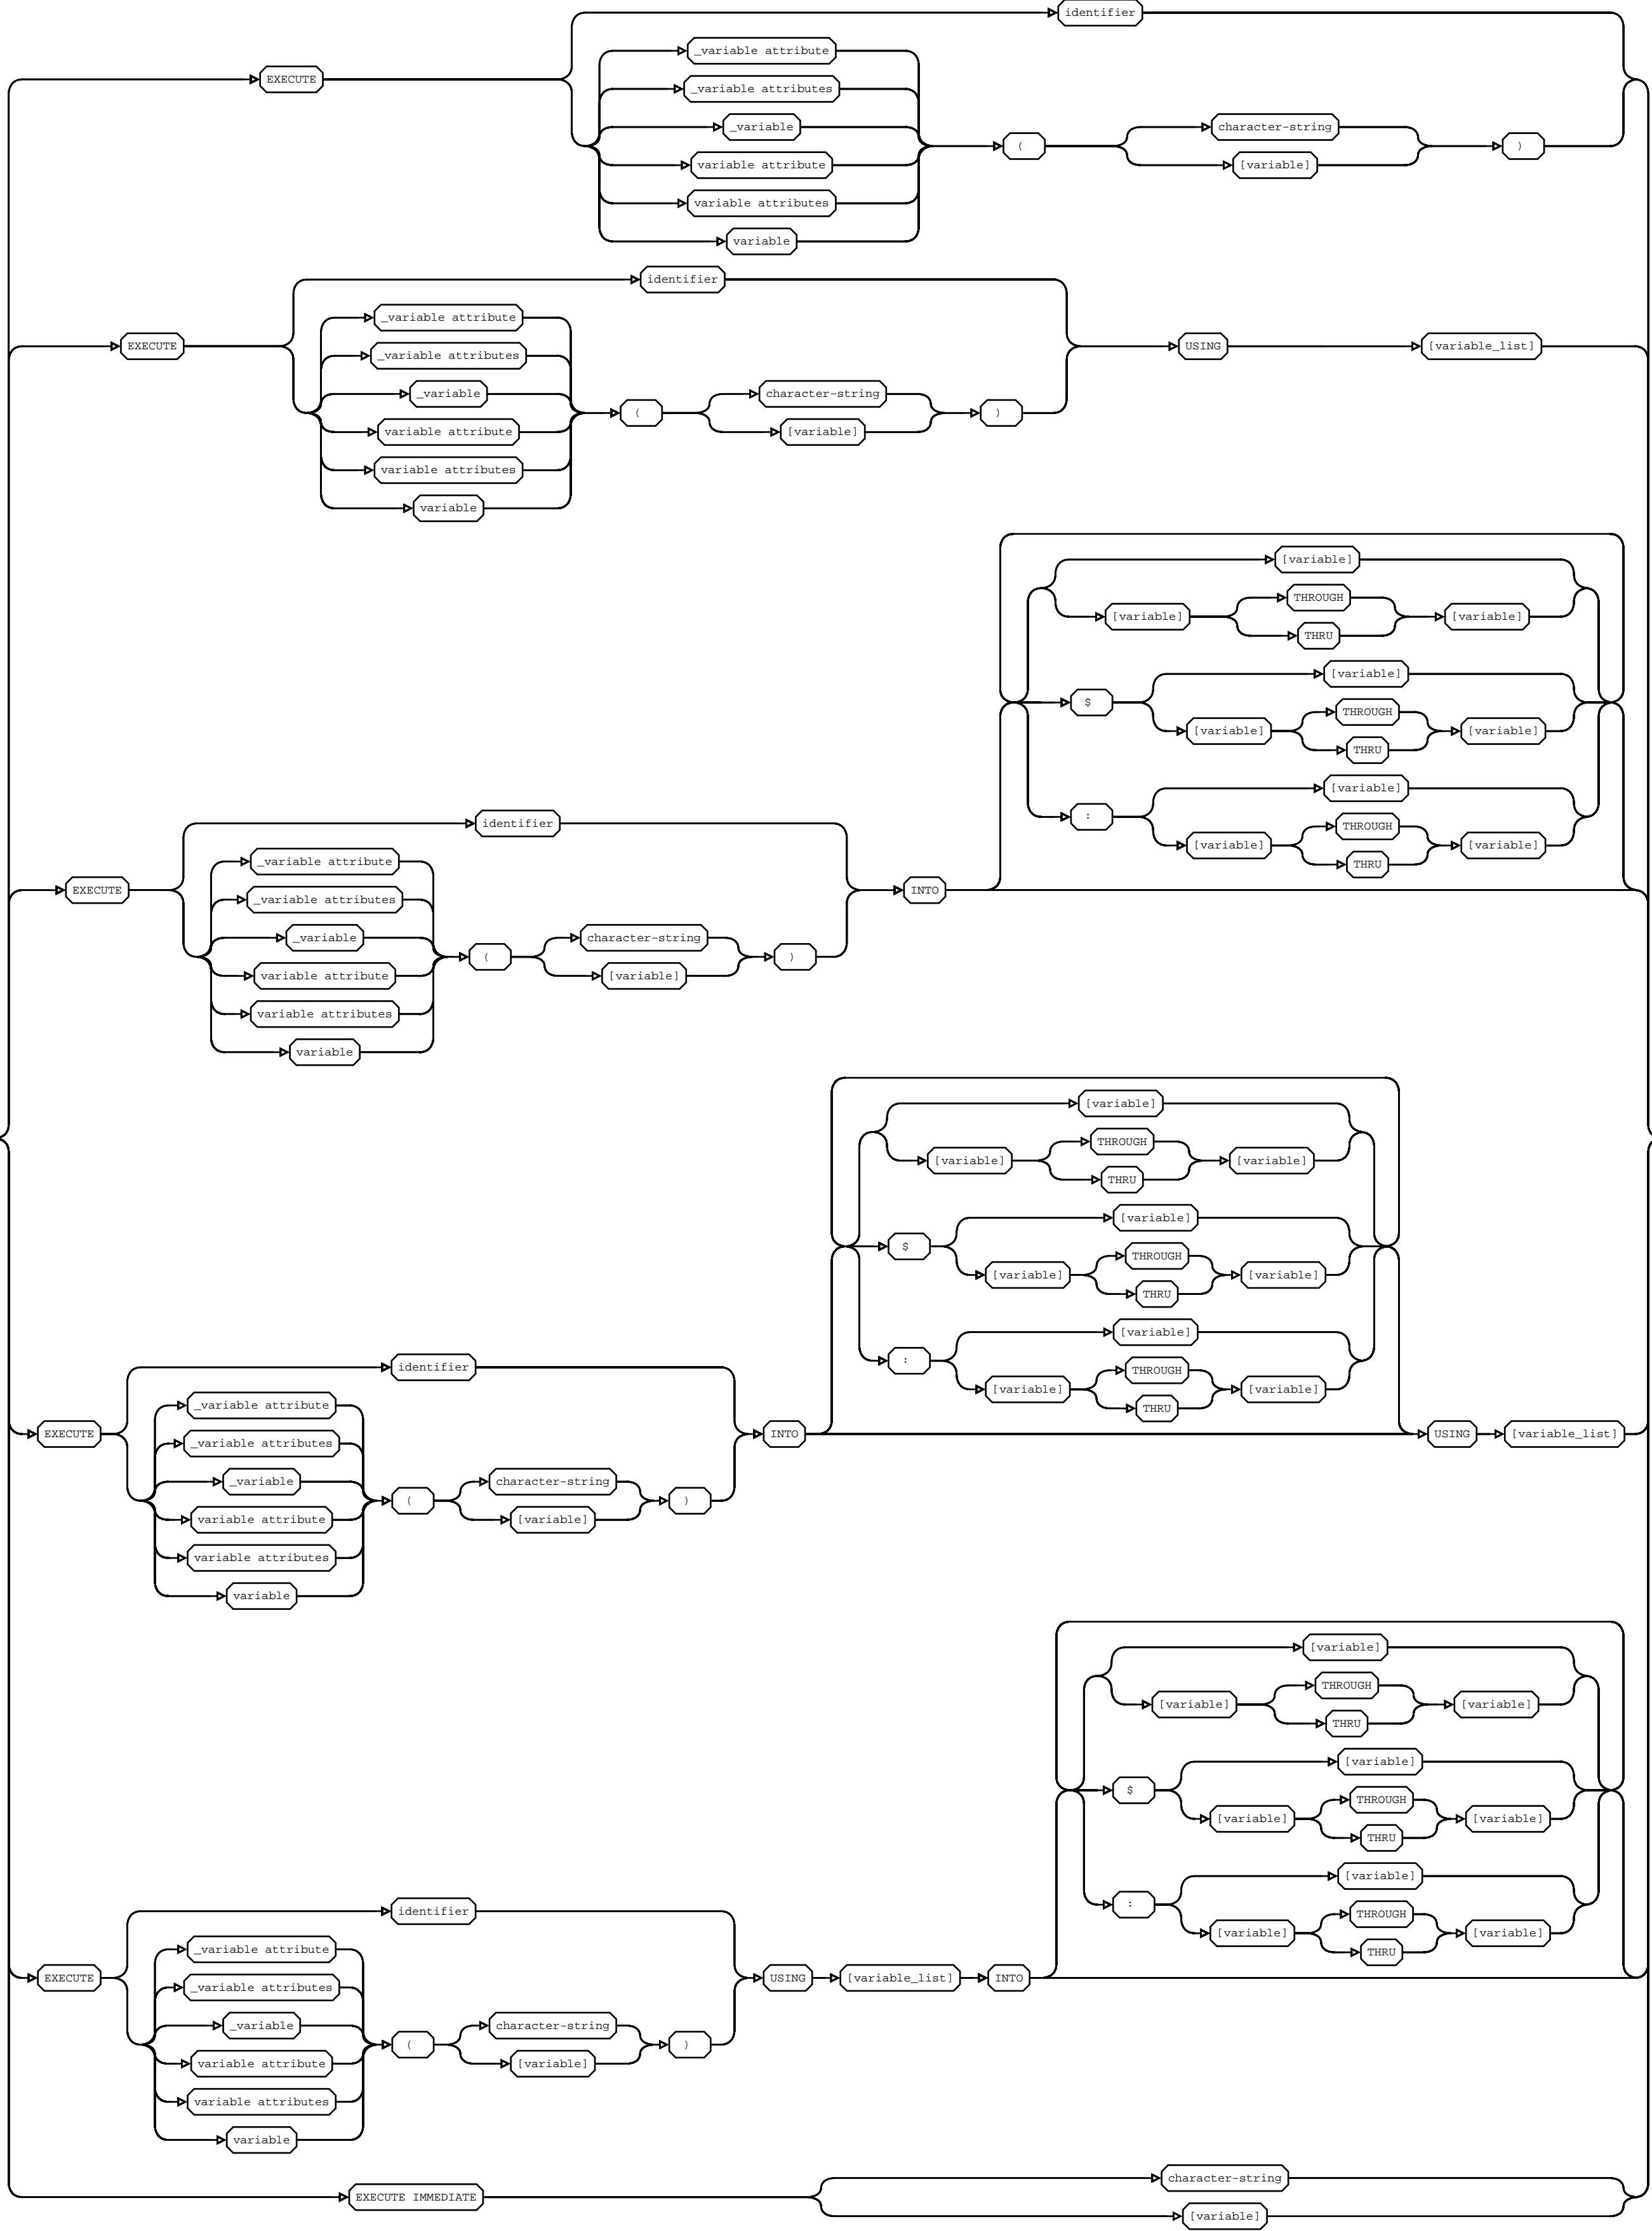 identifier
_variable attribute
EXECUTE
_variable attributes
_variable
character-string
(
)
variable attribute
[variable]
variable attributes
variable
identifier
_variable attribute
EXECUTE
USING
[variable_list]
_variable attributes
_variable
character-string
(
)
variable attribute
[variable]
variable attributes
variable
[variable]
THROUGH
[variable]
[variable]
THRU
[variable]
$
THROUGH
[variable]
[variable]
THRU
[variable]
:
identifier
THROUGH
[variable]
[variable]
_variable attribute
THRU
EXECUTE
INTO
_variable attributes
_variable
character-string
(
)
variable attribute
[variable]
variable attributes
variable
[variable]
THROUGH
[variable]
[variable]
THRU
[variable]
$
THROUGH
[variable]
[variable]
THRU
[variable]
:
identifier
THROUGH
[variable]
[variable]
_variable attribute
THRU
EXECUTE
INTO
USING
[variable_list]
_variable attributes
_variable
character-string
(
)
variable attribute
[variable]
variable attributes
variable
[variable]
THROUGH
[variable]
[variable]
THRU
[variable]
$
THROUGH
[variable]
[variable]
THRU
[variable]
:
identifier
THROUGH
[variable]
[variable]
_variable attribute
THRU
EXECUTE
USING
[variable_list]
INTO
_variable attributes
_variable
character-string
(
)
variable attribute
[variable]
variable attributes
variable
character-string
EXECUTE IMMEDIATE
[variable]